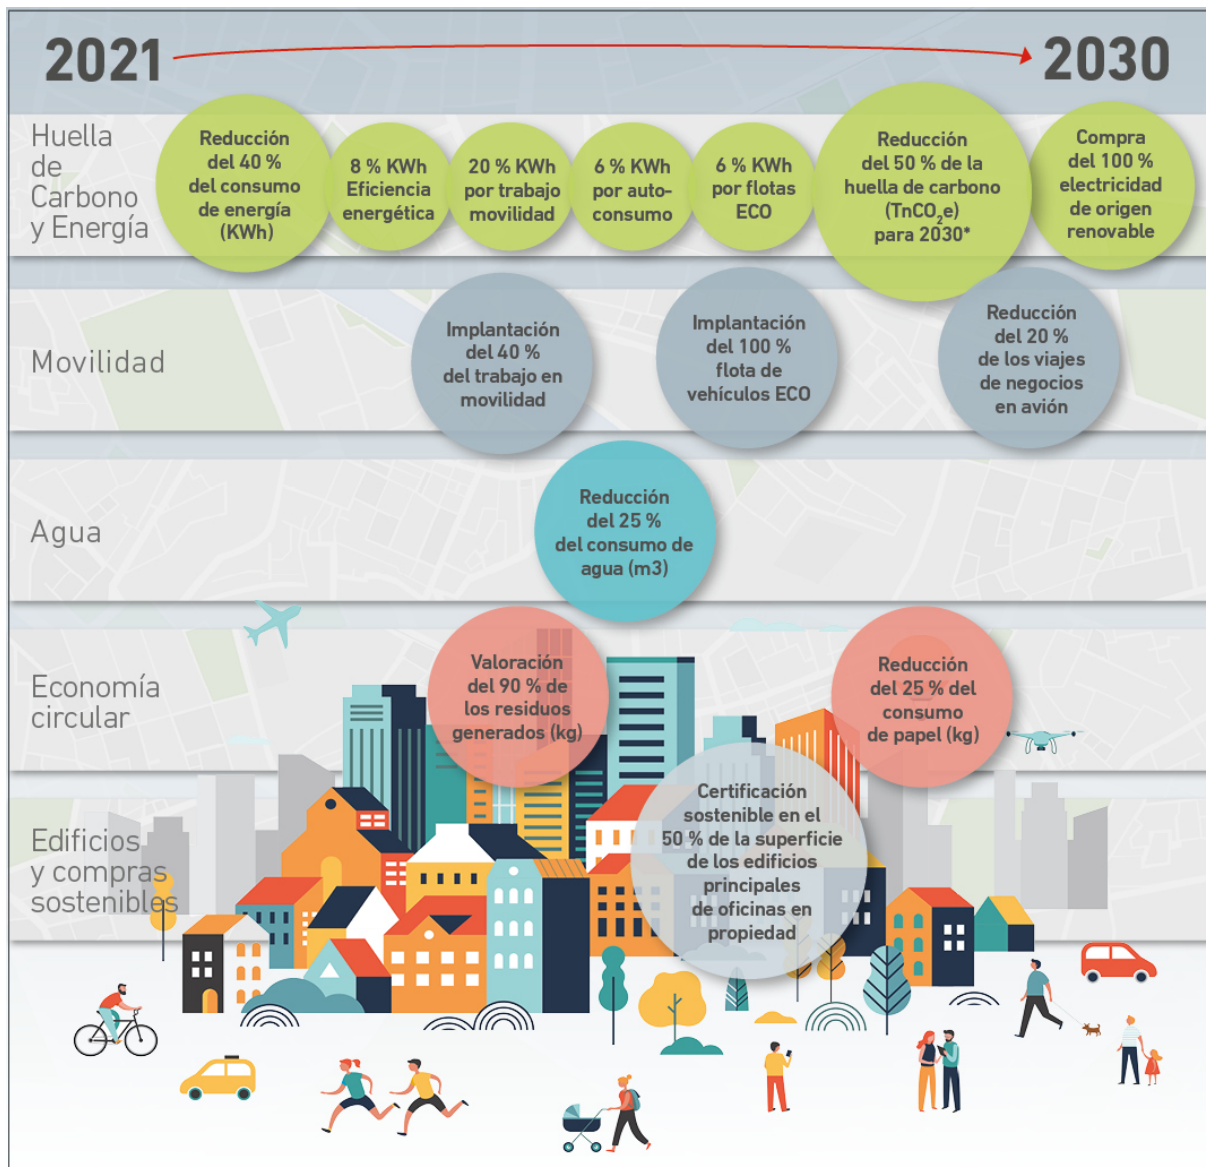 2021
2030
Huella
de
Carbono
y Energía
Reducción
del 40 %
del consumo
de energía
(KWh)
8 % KWh
Eficiencia
energética
20 % KWh
por trabajo
movilidad
6 % KWh
por auto-
consumo
6 % KWh
por flotas
ECO
Reducción
del 50 % de la
huella de carbono
(TnCO₂e)
para 2030*
Compra
del 100 %
electricidad
de origen
renovable
Movilidad
Implantación
del 40 %
del trabajo en
movilidad
Implantación
del 100 %
flota de
vehículos ECO
Reducción
del 20 %
de los viajes
de negocios
en avión
Agua
Reducción
del 25 %
del consumo de
agua (m3)
Economía
circular
Valoración
del 90 % de
los residuos
generados (kg)
Reducción
del 25 % del
consumo
de papel (kg)
Edificios
y compras
sostenibles
Certificación
sostenible en el
50 % de la superficie
de los edificios
principales
de oficinas en
propiedad